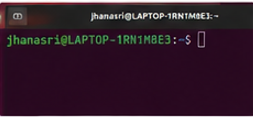 jhanasri@LAPTOP-1RN1M8E3: ~
jhanasri@LAPTOP-1RN1M8E3:~$